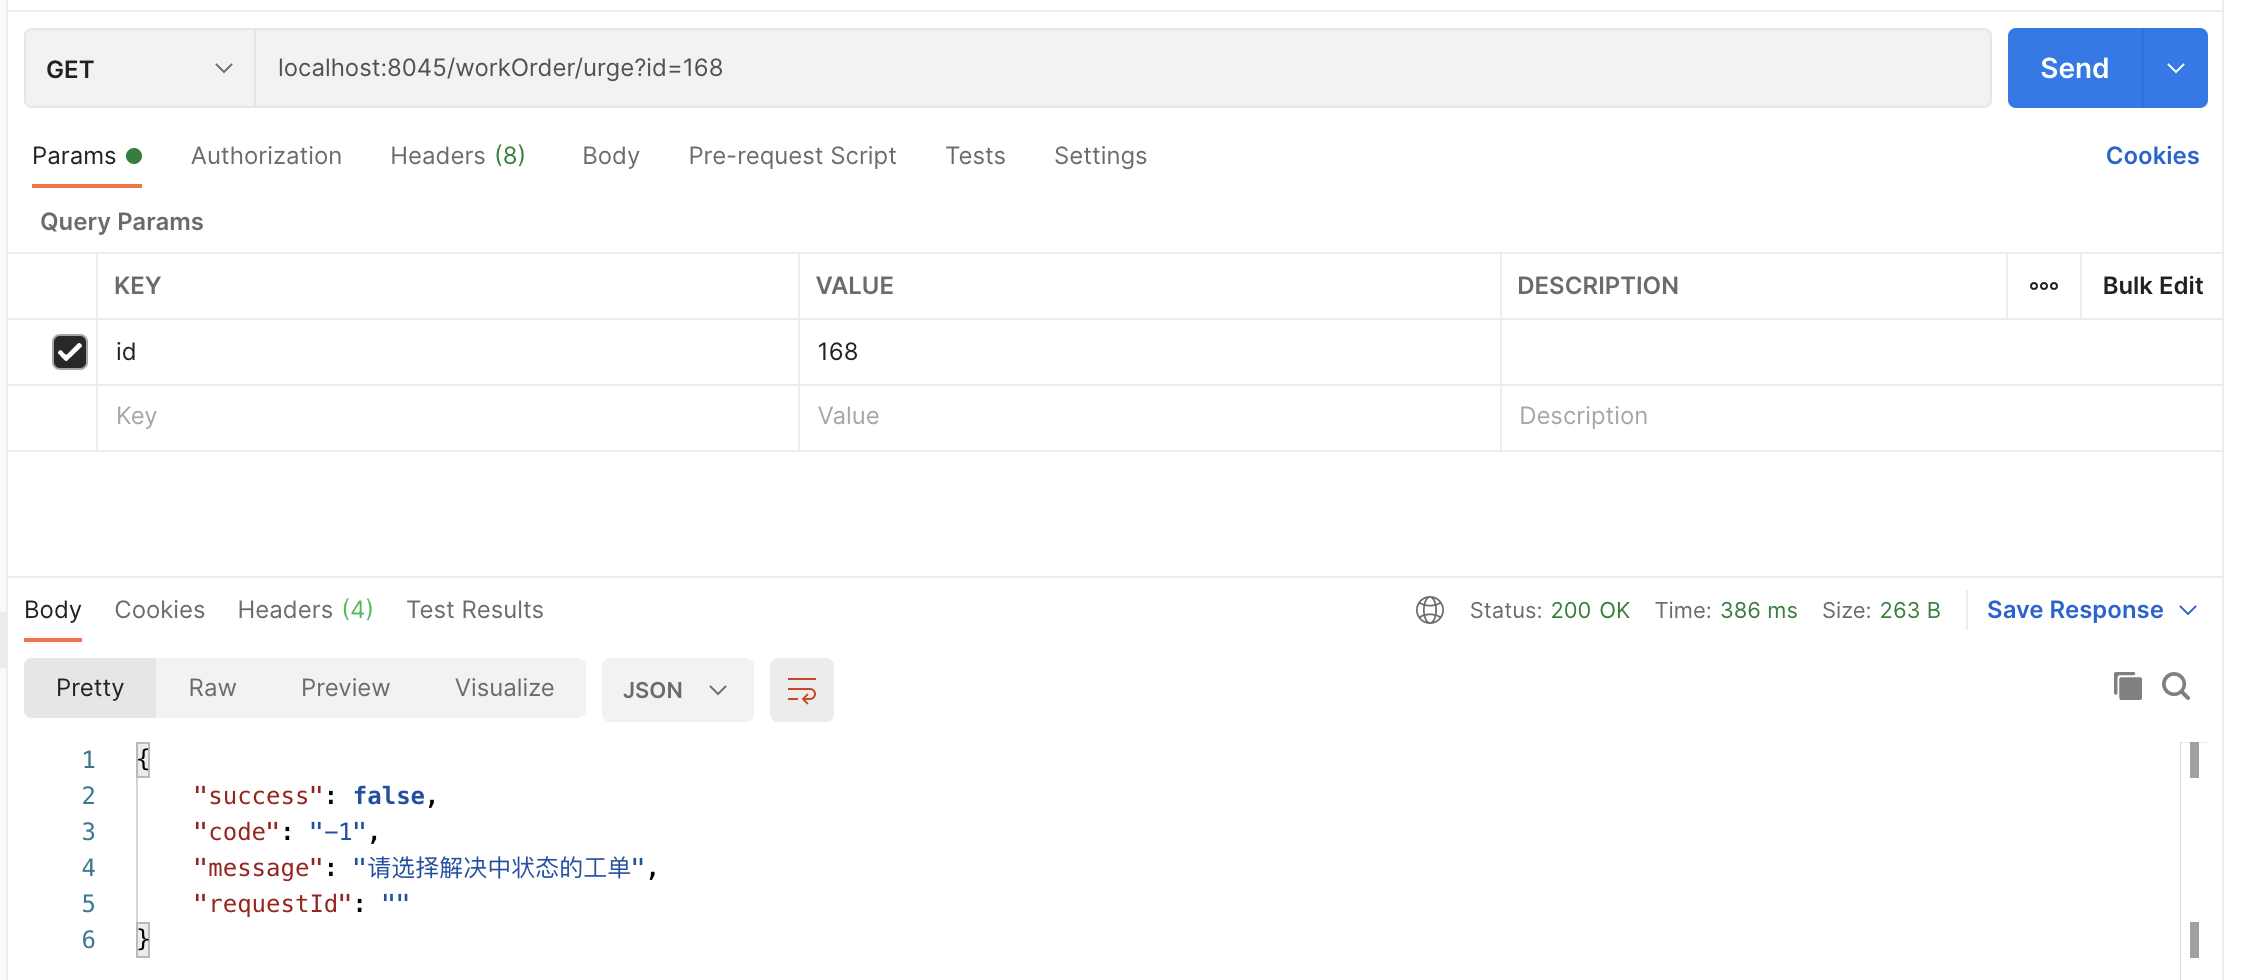 GET localhost:8045/workOrder/urge?id=168 Send
Params Authorization Headers (8) Body Pre-request Script Tests Settings Cookies
Query Params
KEY VALUE DESCRIPTION ooo Bulk Edit
id 168
Key Value Description
Body Cookies Headers (4) Test Results Status: 200 OK Time: 386 ms Size: 263 B Save Response
Pretty Raw Preview Visualize JSON
1 {
2 "success": false,
3 "code": "-1",
4 "message": "请选择解决中状态的工单",
5 "requestId": ""
6 }